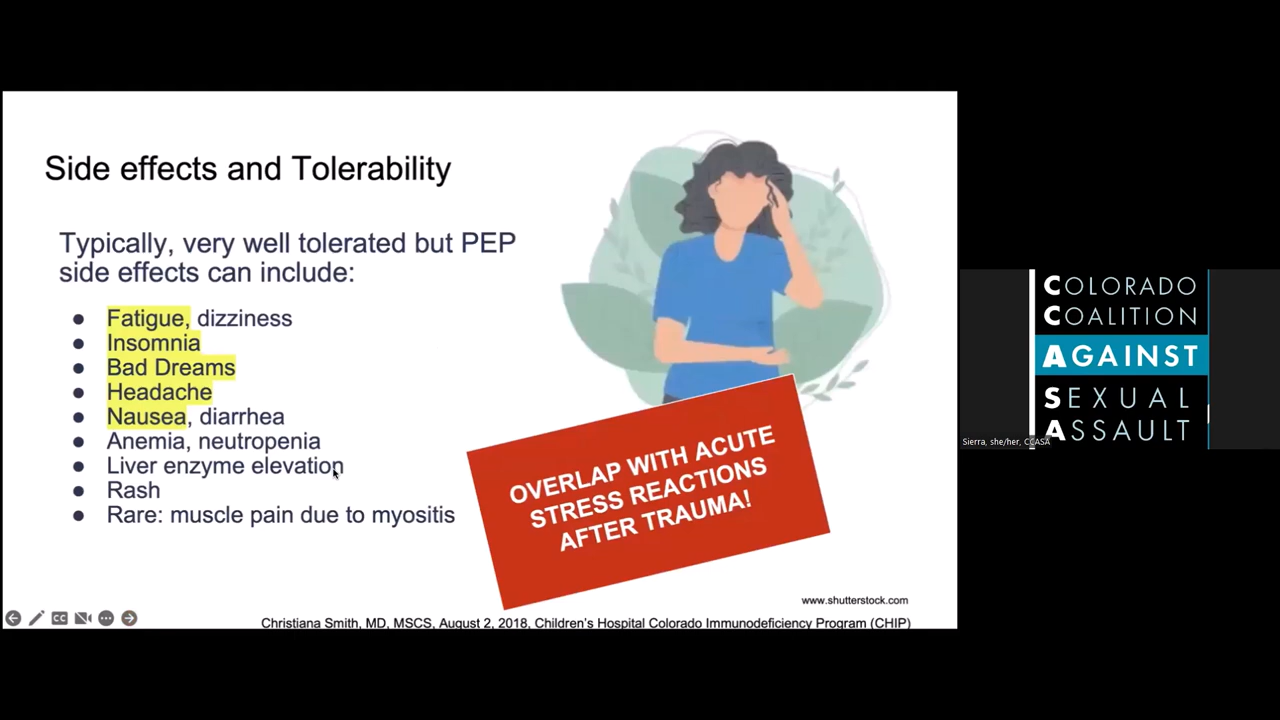 Side effects and Tolerability
Typically, very well tolerated but PEP
side effects can include:
● Fatigue, dizziness
● Insomnia
● Bad Dreams
● Headache
● Nausea, diarrhea
● Anemia, neutropenia
● Liver enzyme elevation
● Rash
● Rare: muscle pain due to myositis
OVERLAP WITH ACUTE
STRESS REACTIONS
AFTER TRAUMA!
www.shutterstock.com
Christiana Smith, MD, MSCS, August 2, 2018, Children's Hospital Colorado Immunodeficiency Program (CHIP)
CC
COLORADO
COALITION
AGAINST
SEXUAL
ASSAULT
Sierra, she/her, CCASA